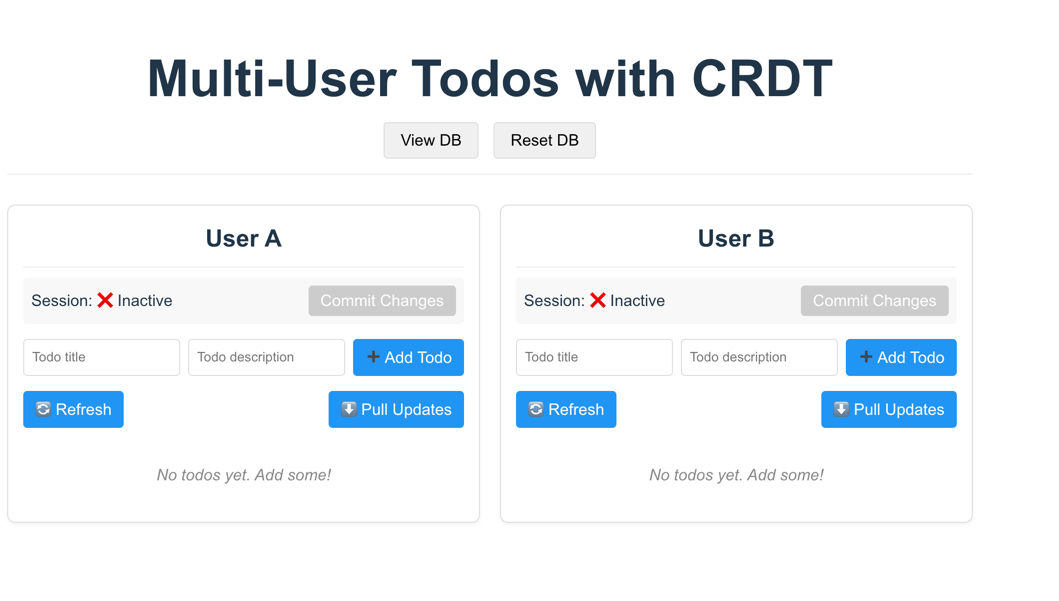 Multi-User Todos with CRDT
View DB Reset DB
User A
Session: ❌ Inactive Commit Changes
Todo title Todo description ➕ Add Todo
🔄 Refresh ⬇️ Pull Updates
No todos yet. Add some!
User B
Session: ❌ Inactive Commit Changes
Todo title Todo description ➕ Add Todo
🔄 Refresh ⬇️ Pull Updates
No todos yet. Add some!